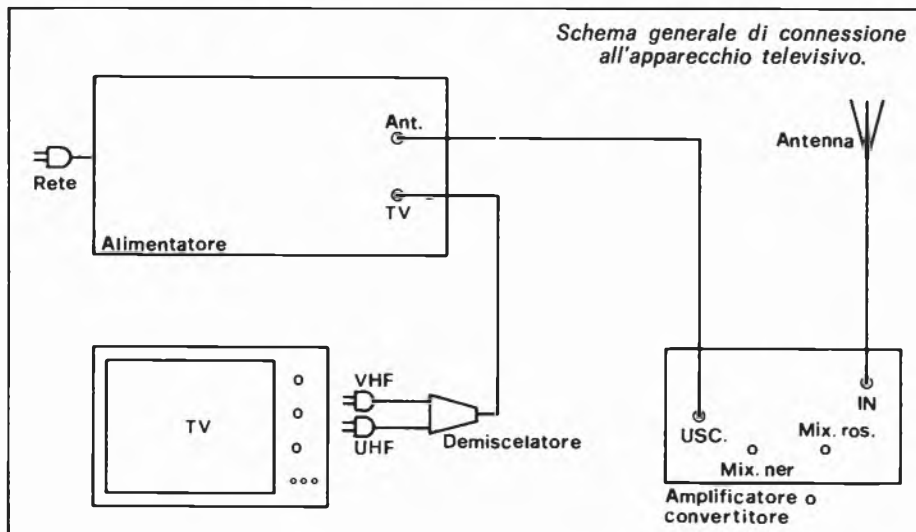 Schema generale di connessione
all'apparecchio televisivo.
Ant.
Antenna
Rete
TV
Alimentatore
VHF
IN
TV
USC.
Mix. ros.
UHF
Demiscelatore
Mix. ner
Amplificatore o
convertitore